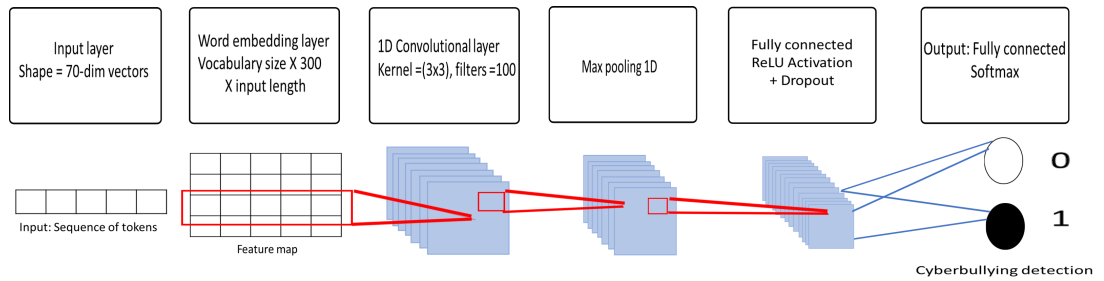 Input layer
Shape = 70-dim vectors
Word embedding layer
Vocabulary size X 300
X input length
1D Convolutional layer
Kernel =(3x3), filters =100
Max pooling 1D
Fully connected
ReLU Activation
+ Dropout
Output: Fully connected
Softmax
Input: Sequence of tokens
Feature map
0
1
Cyberbullying detection